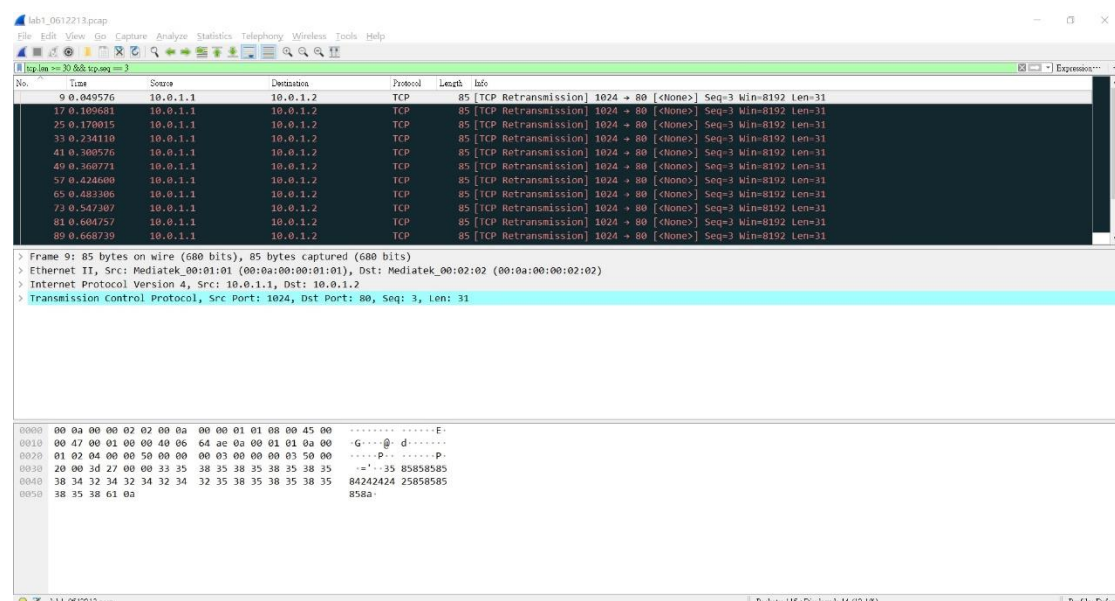 lab1_0612213.pcap
File Edit View Go Capture Analyze Statistics Telephony Wireless Tools Help
tcp.len >= 30 && tcp.seq == 3
Expression…
No. Time Source Destination Protocol Length Info
9 0.049576 10.0.1.1 10.0.1.2 TCP 85 [TCP Retransmission] 1024 → 80 [<None>] Seq=3 Win=8192 Len=31
17 0.109681 10.0.1.1 10.0.1.2 TCP 85 [TCP Retransmission] 1024 → 80 [<None>] Seq=3 Win=8192 Len=31
25 0.170015 10.0.1.1 10.0.1.2 TCP 85 [TCP Retransmission] 1024 → 80 [<None>] Seq=3 Win=8192 Len=31
33 0.234110 10.0.1.1 10.0.1.2 TCP 85 [TCP Retransmission] 1024 → 80 [<None>] Seq=3 Win=8192 Len=31
41 0.300576 10.0.1.1 10.0.1.2 TCP 85 [TCP Retransmission] 1024 → 80 [<None>] Seq=3 Win=8192 Len=31
49 0.360771 10.0.1.1 10.0.1.2 TCP 85 [TCP Retransmission] 1024 → 80 [<None>] Seq=3 Win=8192 Len=31
57 0.424600 10.0.1.1 10.0.1.2 TCP 85 [TCP Retransmission] 1024 → 80 [<None>] Seq=3 Win=8192 Len=31
65 0.483306 10.0.1.1 10.0.1.2 TCP 85 [TCP Retransmission] 1024 → 80 [<None>] Seq=3 Win=8192 Len=31
73 0.547307 10.0.1.1 10.0.1.2 TCP 85 [TCP Retransmission] 1024 → 80 [<None>] Seq=3 Win=8192 Len=31
81 0.604757 10.0.1.1 10.0.1.2 TCP 85 [TCP Retransmission] 1024 → 80 [<None>] Seq=3 Win=8192 Len=31
89 0.668739 10.0.1.1 10.0.1.2 TCP 85 [TCP Retransmission] 1024 → 80 [<None>] Seq=3 Win=8192 Len=31
> Frame 9: 85 bytes on wire (680 bits), 85 bytes captured (680 bits)
> Ethernet II, Src: Mediatek_00:01:01 (00:0a:00:00:01:01), Dst: Mediatek_00:02:02 (00:0a:00:00:02:02)
> Internet Protocol Version 4, Src: 10.0.1.1, Dst: 10.0.1.2
> Transmission Control Protocol, Src Port: 1024, Dst Port: 80, Seq: 3, Len: 31
0000 00 0a 00 00 02 02 00 0a 00 00 01 01 08 00 45 00 ········ ······E·
0010 00 47 00 01 00 00 40 06 64 ae 0a 00 01 01 0a 00 ·G····@· d·······
0020 01 02 04 00 00 50 00 00 00 03 00 00 00 03 50 00 ·····P·· ······P·
0030 20 00 3d 27 00 00 33 35 38 35 38 35 38 35 38 35 ·='··35 85858585
0040 38 34 32 34 32 34 32 34 32 35 38 35 38 35 38 35 84242424 25858585
0050 38 35 38 61 0a 858a·